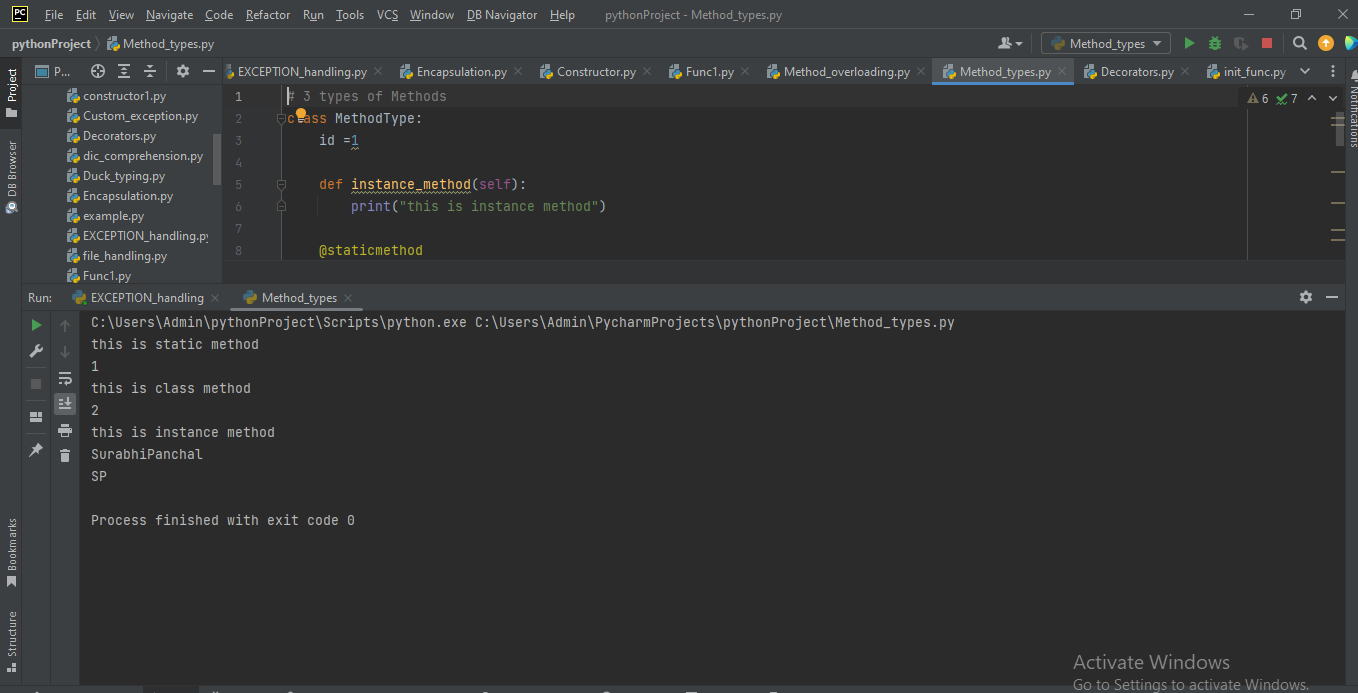 PC File Edit View Navigate Code Refactor Run Tools VCS Window DB Navigator Help pythonProject - Method_types.py
pythonProject Method_types.py Method_types
Project
P... EXCEPTION_handling.py Encapsulation.py Constructor.py Func1.py Method_overloading.py Method_types.py Decorators.py init_func.py
Notifications
DB Browser
constructor1.py
Custom_exception.py
Decorators.py
dic_comprehension.py
Duck_typing.py
Encapsulation.py
example.py
EXCEPTION_handling.py
file_handling.py
Func1.py
1 # 3 types of Methods
6 7
2 class MethodType:
3 id =1
4
5 def instance_method(self):
6 print("this is instance method")
7
8 @staticmethod
Run: EXCEPTION_handling Method_types
C:\Users\Admin\pythonProject\Scripts\python.exe C:\Users\Admin\PycharmProjects\pythonProject\Method_types.py
this is static method
1
this is class method
2
this is instance method
SurabhiPanchal
SP
Process finished with exit code 0
Bookmarks
Structure
Activate Windows
Go to Settings to activate Windows.